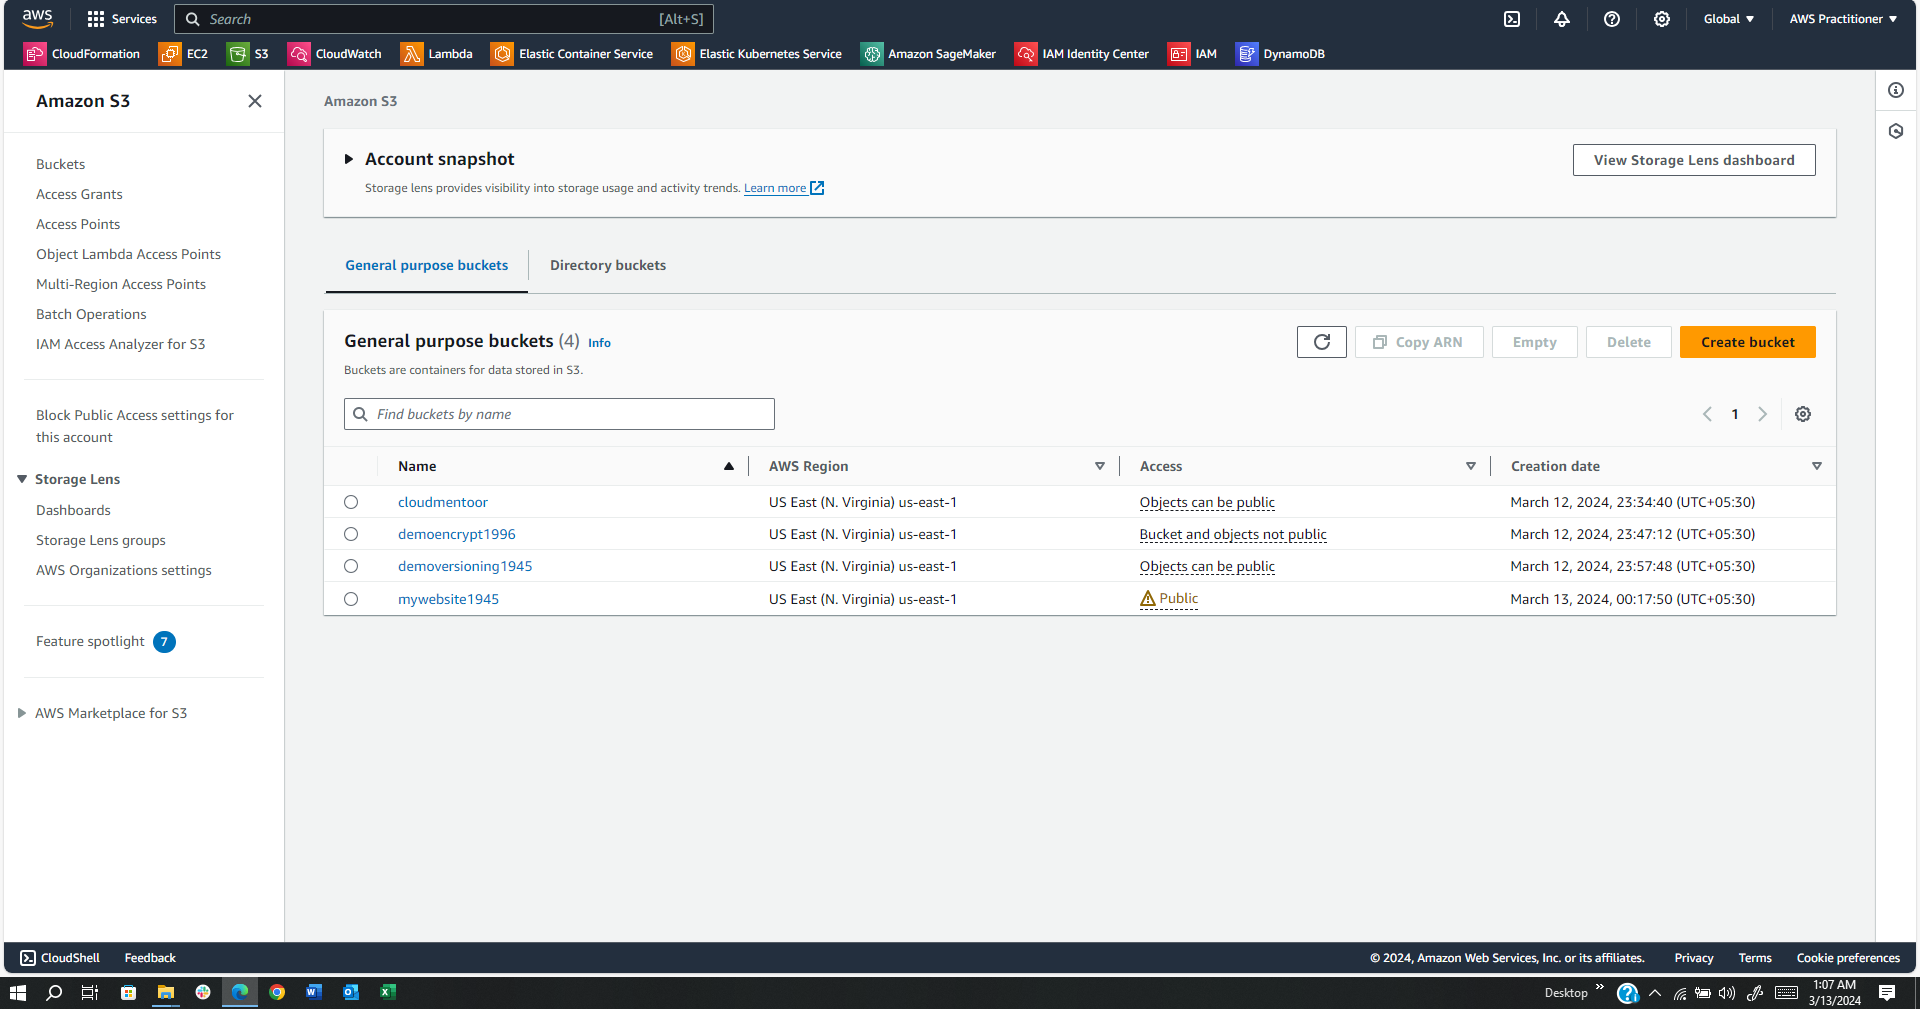 aws Services Search [Alt+S] Global AWS Practitioner
CloudFormation EC2 S3 CloudWatch Lambda Elastic Container Service Elastic Kubernetes Service Amazon SageMaker IAM Identity Center IAM DynamoDB
Amazon S3
Buckets
Access Grants
Access Points
Object Lambda Access Points
Multi-Region Access Points
Batch Operations
IAM Access Analyzer for S3
Block Public Access settings for
this account
Storage Lens
Dashboards
Storage Lens groups
AWS Organizations settings
Feature spotlight 7
AWS Marketplace for S3
Amazon S3
Account snapshot
Storage lens provides visibility into storage usage and activity trends. Learn more
View Storage Lens dashboard
General purpose buckets Directory buckets
General purpose buckets (4) Info
Buckets are containers for data stored in S3.
Copy ARN Empty Delete Create bucket
Find buckets by name
1
Name AWS Region Access Creation date
cloudmentoor US East (N. Virginia) us-east-1 Objects can be public March 12, 2024, 23:34:40 (UTC+05:30)
demoencrypt1996 US East (N. Virginia) us-east-1 Bucket and objects not public March 12, 2024, 23:47:12 (UTC+05:30)
demoversioning1945 US East (N. Virginia) us-east-1 Objects can be public March 12, 2024, 23:57:48 (UTC+05:30)
mywebsite1945 US East (N. Virginia) us-east-1 Public March 13, 2024, 00:17:50 (UTC+05:30)
CloudShell Feedback © 2024, Amazon Web Services, Inc. or its affiliates. Privacy Terms Cookie preferences
Desktop 1:07 AM
3/13/2024